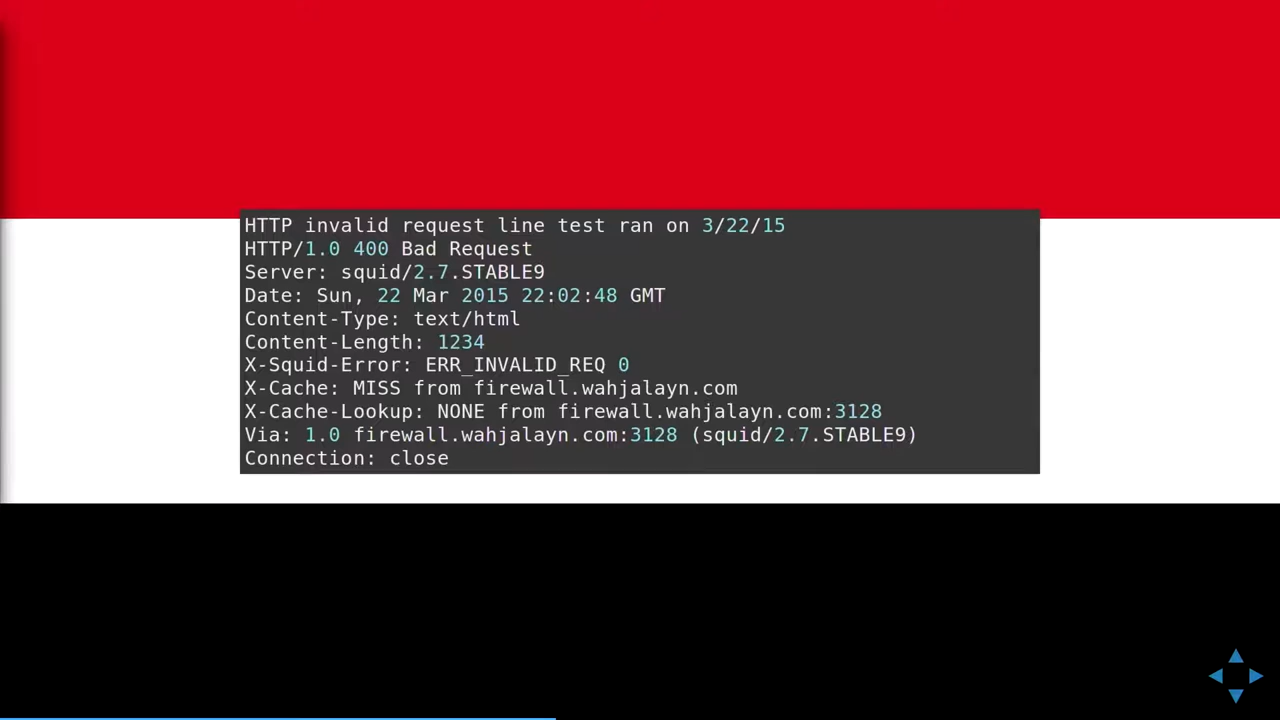 HTTP invalid request line test ran on 3/22/15
HTTP/1.0 400 Bad Request
Server: squid/2.7.STABLE9
Date: Sun, 22 Mar 2015 22:02:48 GMT
Content-Type: text/html
Content-Length: 1234
X-Squid-Error: ERR_INVALID_REQ 0
X-Cache: MISS from firewall.wahjalayn.com
X-Cache-Lookup: NONE from firewall.wahjalayn.com:3128
Via: 1.0 firewall.wahjalayn.com:3128 (squid/2.7.STABLE9)
Connection: close